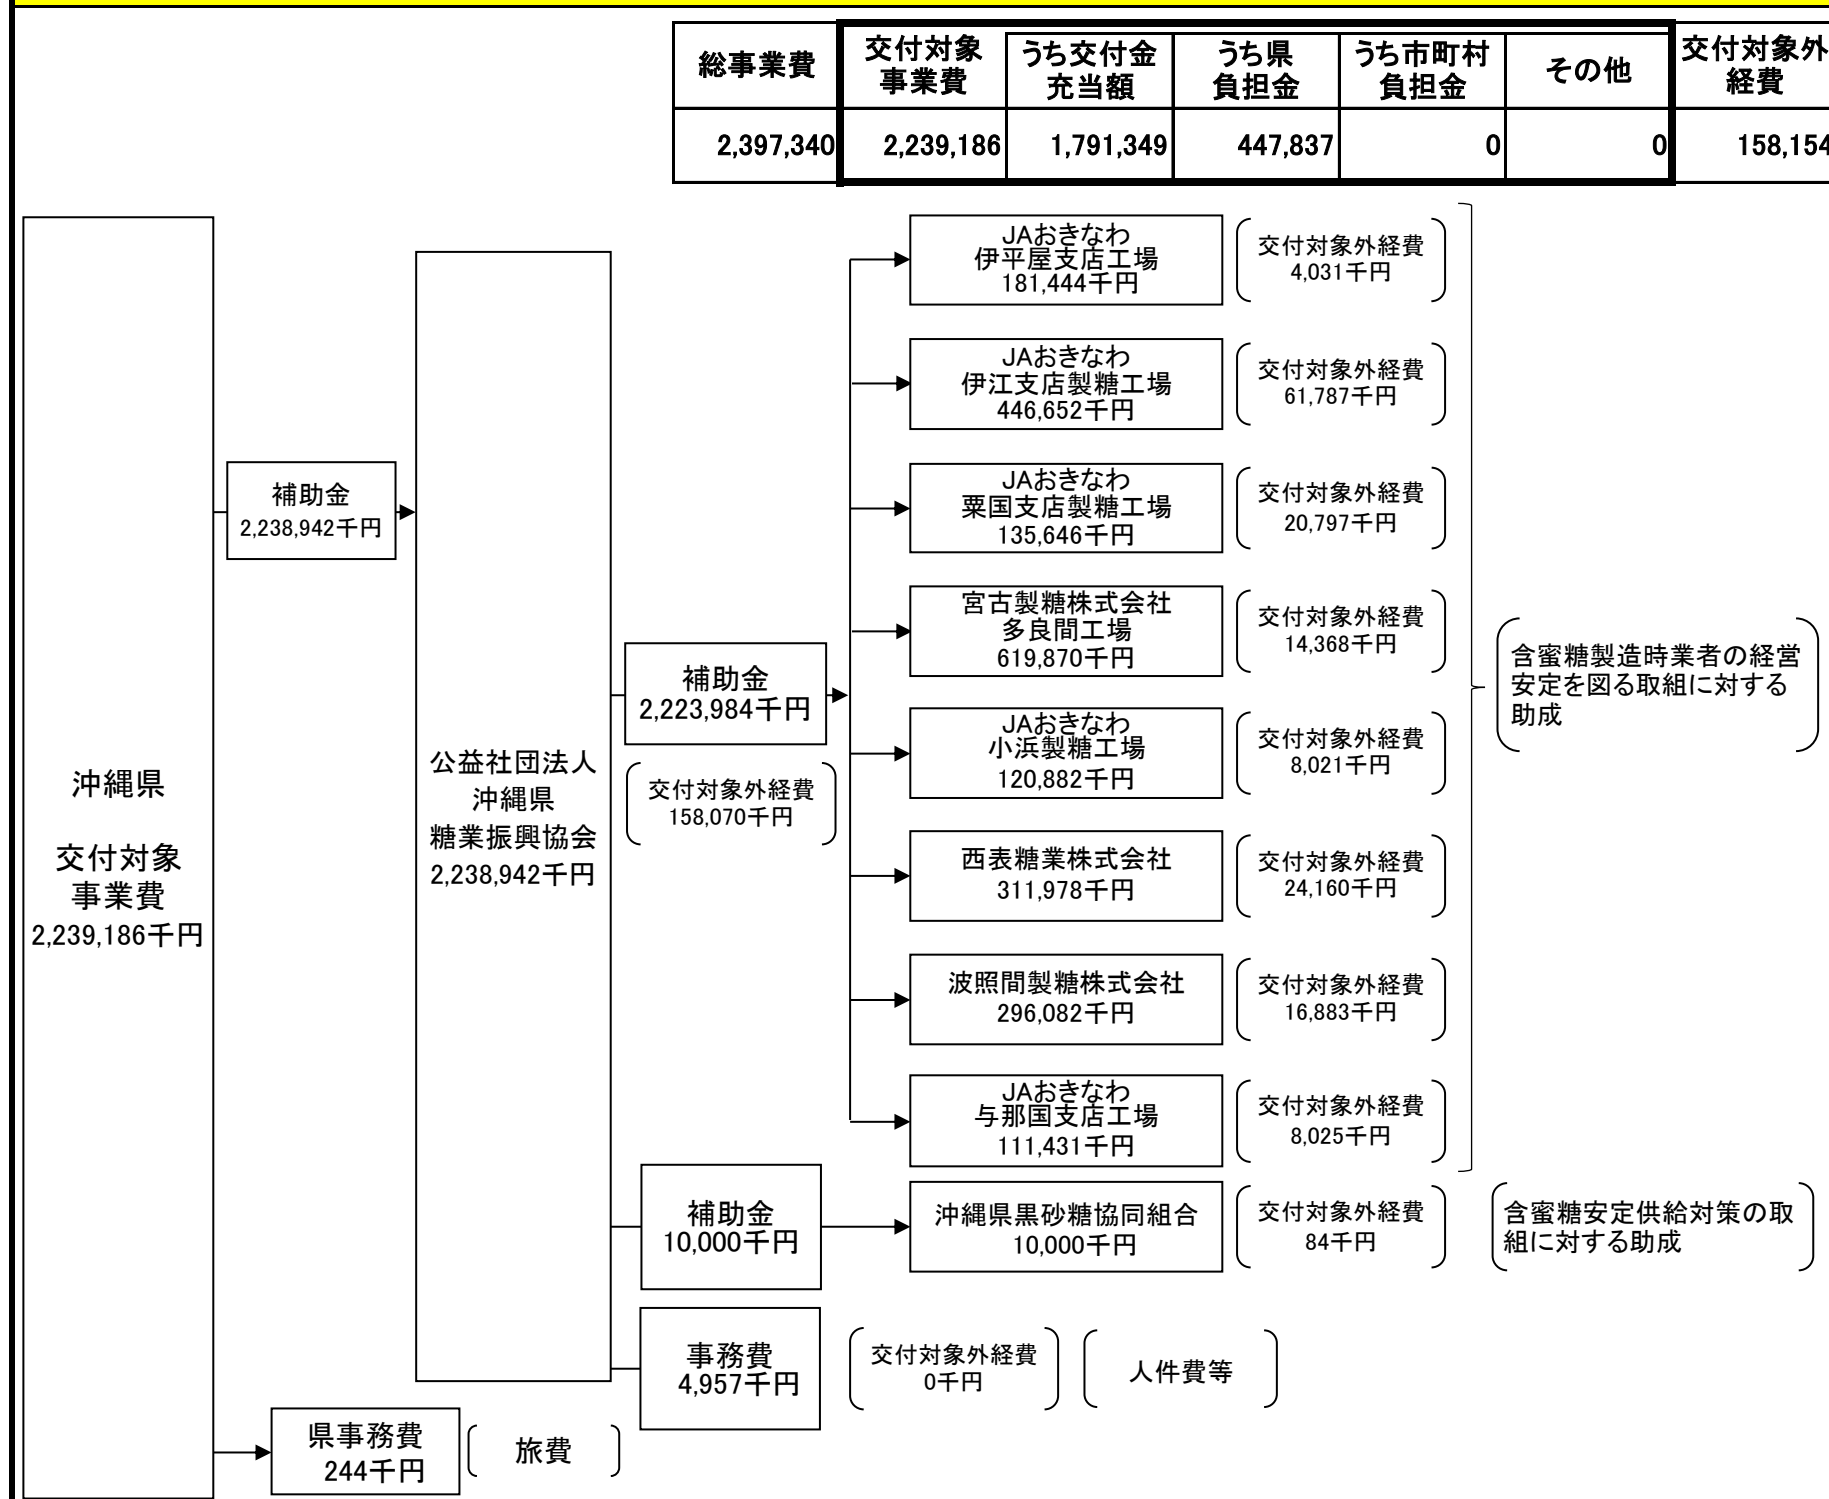 総事業費
交付対象
事業費
うち交付金
充当額
うち県
負担金
うち市町村
負担金
その他
交付対象外
経費
2,397,340
2,239,186
1,791,349
447,837
0
0
158,154
沖縄県
交付対象
事業費
2,239,186千円
補助金
2,238,942千円
公益社団法人
沖縄県
糖業振興協会
2,238,942千円
補助金
2,223,984千円
交付対象外経費
158,070千円
JAおきなわ
伊平屋支店工場
181,444千円
交付対象外経費
4,031千円
JAおきなわ
伊江支店製糖工場
446,652千円
交付対象外経費
61,787千円
JAおきなわ
粟国支店製糖工場
135,646千円
交付対象外経費
20,797千円
宮古製糖株式会社
多良間工場
619,870千円
交付対象外経費
14,368千円
JAおきなわ
小浜製糖工場
120,882千円
交付対象外経費
8,021千円
西表糖業株式会社
311,978千円
交付対象外経費
24,160千円
波照間製糖株式会社
296,082千円
交付対象外経費
16,883千円
JAおきなわ
与那国支店工場
111,431千円
交付対象外経費
8,025千円
含蜜糖製造時業者の経営
安定を図る取組に対する
助成
補助金
10,000千円
沖縄県黒砂糖協同組合
10,000千円
交付対象外経費
84千円
含蜜糖安定供給対策の取
組に対する助成
事務費
4,957千円
交付対象外経費
0千円
人件費等
県事務費
244千円
旅費